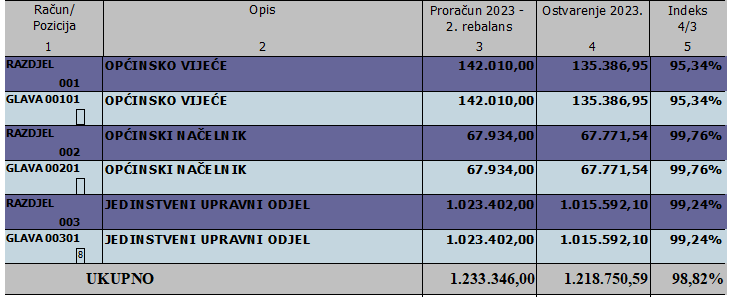 Račun/ Opis Proračun 2023 - Ostvarenje 2023. Indeks
Pozicija 2. rebalans 4/3
1 2 3 4 5
RAZDJEL OPĆINSKO VIJEĆE 142.010,00 135.386,95 95,34%
001
GLAVA 00101 OPĆINSKO VIJEĆE 142.010,00 135.386,95 95,34%
RAZDJEL OPĆINSKI NAČELNIK 67.934,00 67.771,54 99,76%
002
GLAVA 00201 OPĆINSKI NAČELNIK 67.934,00 67.771,54 99,76%
RAZDJEL JEDINSTVENI UPRAVNI ODJEL 1.023.402,00 1.015.592,10 99,24%
003
GLAVA 00301 JEDINSTVENI UPRAVNI ODJEL 1.023.402,00 1.015.592,10 99,24%
8
UKUPNO 1.233.346,00 1.218.750,59 98,82%